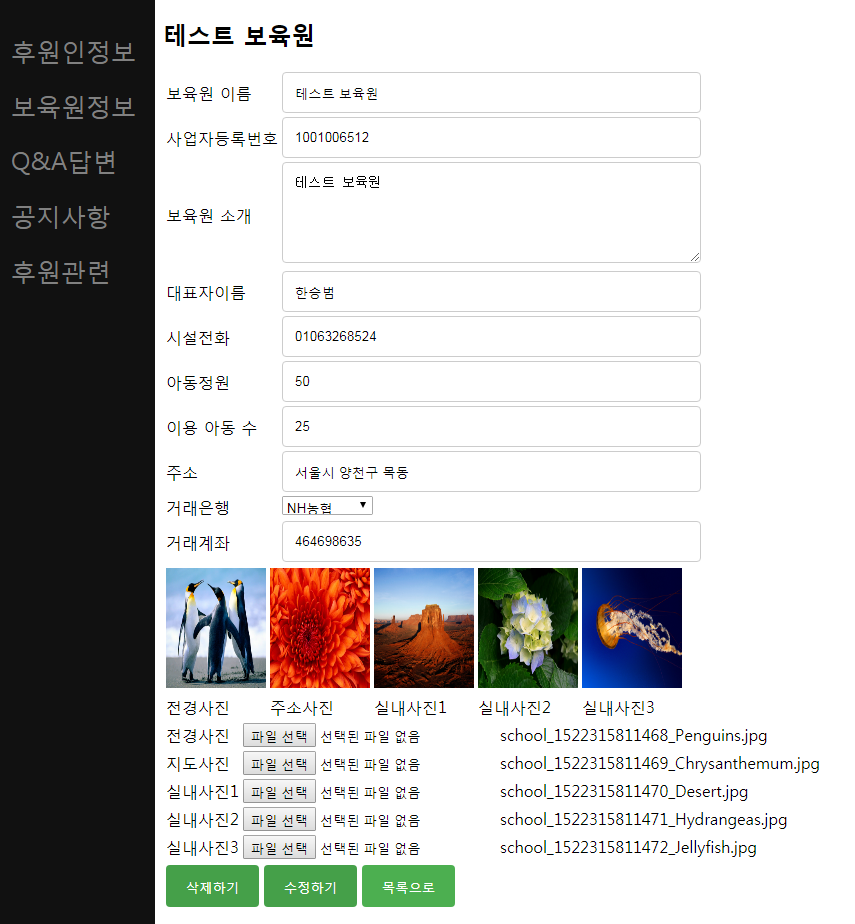 후원인정보
보육원정보
Q&A답변
공지사항
후원관련
테스트 보육원
보육원 이름 테스트 보육원
사업자등록번호 1001006512
보육원 소개 테스트 보육원
대표자이름 한승범
시설전화 01063268524
아동정원 50
이용 아동 수 25
주소 서울시 양천구 목동
거래은행 NH농협
거래계좌 464698635
전경사진 주소사진 실내사진1 실내사진2 실내사진3
전경사진 파일 선택 선택된 파일 없음 school_1522315811468_Penguins.jpg
지도사진 파일 선택 선택된 파일 없음 school_1522315811469_Chrysanthemum.jpg
실내사진1 파일 선택 선택된 파일 없음 school_1522315811470_Desert.jpg
실내사진2 파일 선택 선택된 파일 없음 school_1522315811471_Hydrangeas.jpg
실내사진3 파일 선택 선택된 파일 없음 school_1522315811472_Jellyfish.jpg
삭제하기 수정하기 목록으로